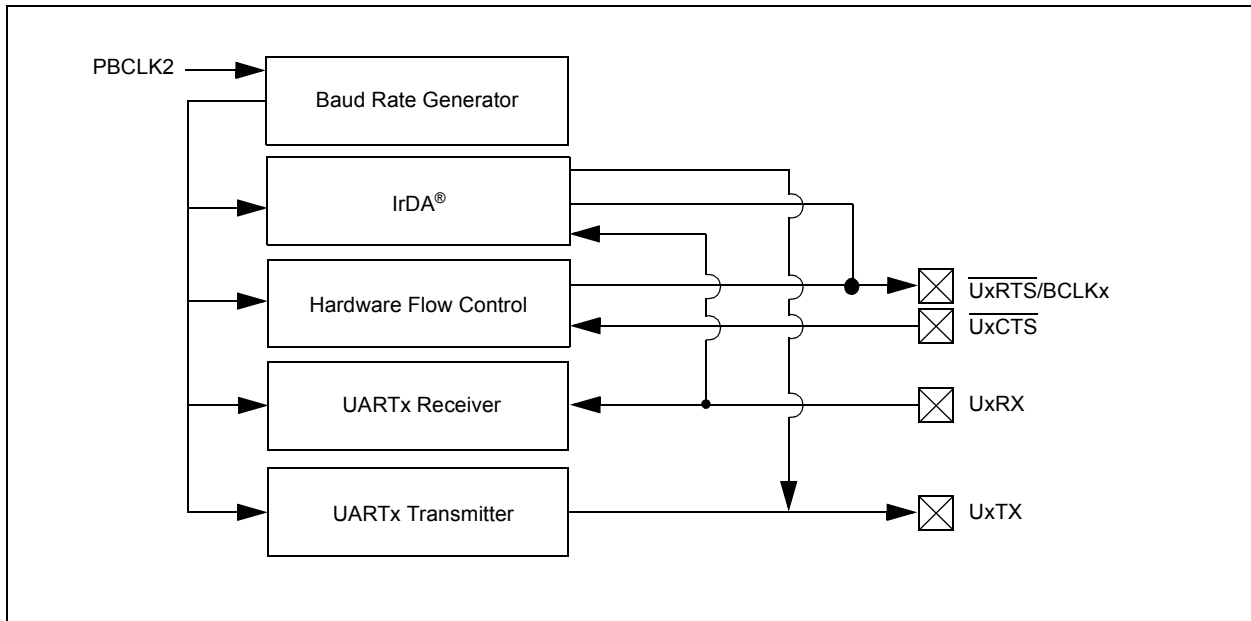 PBCLK2
Baud Rate Generator
IrDA®
Hardware Flow Control
UxRTS/BCLKx
UxCTS
UARTx Receiver
UxRX
UARTx Transmitter
UxTX